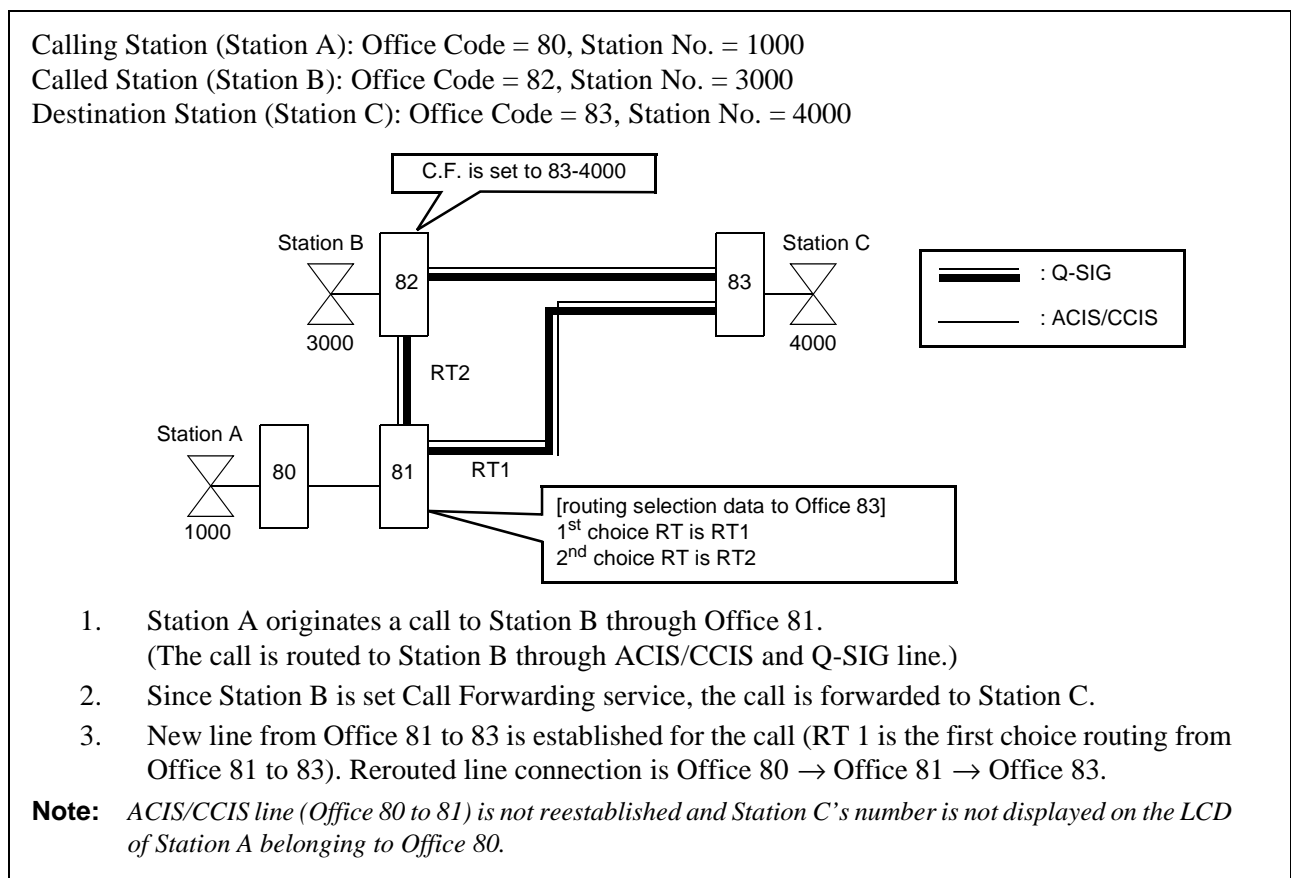 Calling Station (Station A): Office Code = 80, Station No. = 1000
Called Station (Station B): Office Code = 82, Station No. = 3000
Destination Station (Station C): Office Code = 83, Station No. = 4000
C.F. is set to 83-4000
Station B
82
3000
83
Station C
4000
: Q-SIG
: ACIS/CCIS
RT2
Station A
1000
80
81
RT1
[routing selection data to Office 83]
1st choice RT is RT1
2nd choice RT is RT2
1. Station A originates a call to Station B through Office 81.
(The call is routed to Station B through ACIS/CCIS and Q-SIG line.)
2. Since Station B is set Call Forwarding service, the call is forwarded to Station C.
3. New line from Office 81 to 83 is established for the call (RT 1 is the first choice routing from
Office 81 to 83). Rerouted line connection is Office 80 → Office 81 → Office 83.
Note: ACIS/CCIS line (Office 80 to 81) is not reestablished and Station C's number is not displayed on the LCD
of Station A belonging to Office 80.